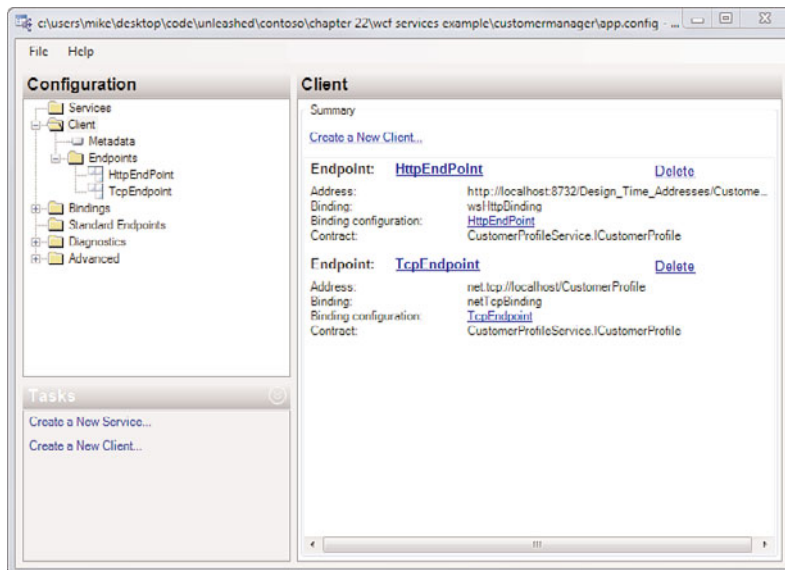 c:\users\mike\desktop\code\unleashed\contoso\chapter 22\wcf services example\customermanager\app.config - ...
File Help
Configuration
Services
Client
Metadata
Endpoints
HttpEndPoint
TcpEndpoint
Bindings
Standard Endpoints
Diagnostics
Advanced
Tasks
Create a New Service...
Create a New Client...
Client
Summary
Create a New Client...
Endpoint: HttpEndPoint Delete
Address: http://localhost:8732/Design_Time_Addresses/Custome...
Binding: wsHttpBinding
Binding configuration: HttpEndPoint
Contract: CustomerProfileService.ICustomerProfile
Endpoint: TcpEndpoint Delete
Address: net.tcp://localhost/CustomerProfile
Binding: netTcpBinding
Binding configuration: TcpEndpoint
Contract: CustomerProfileService.ICustomerProfile